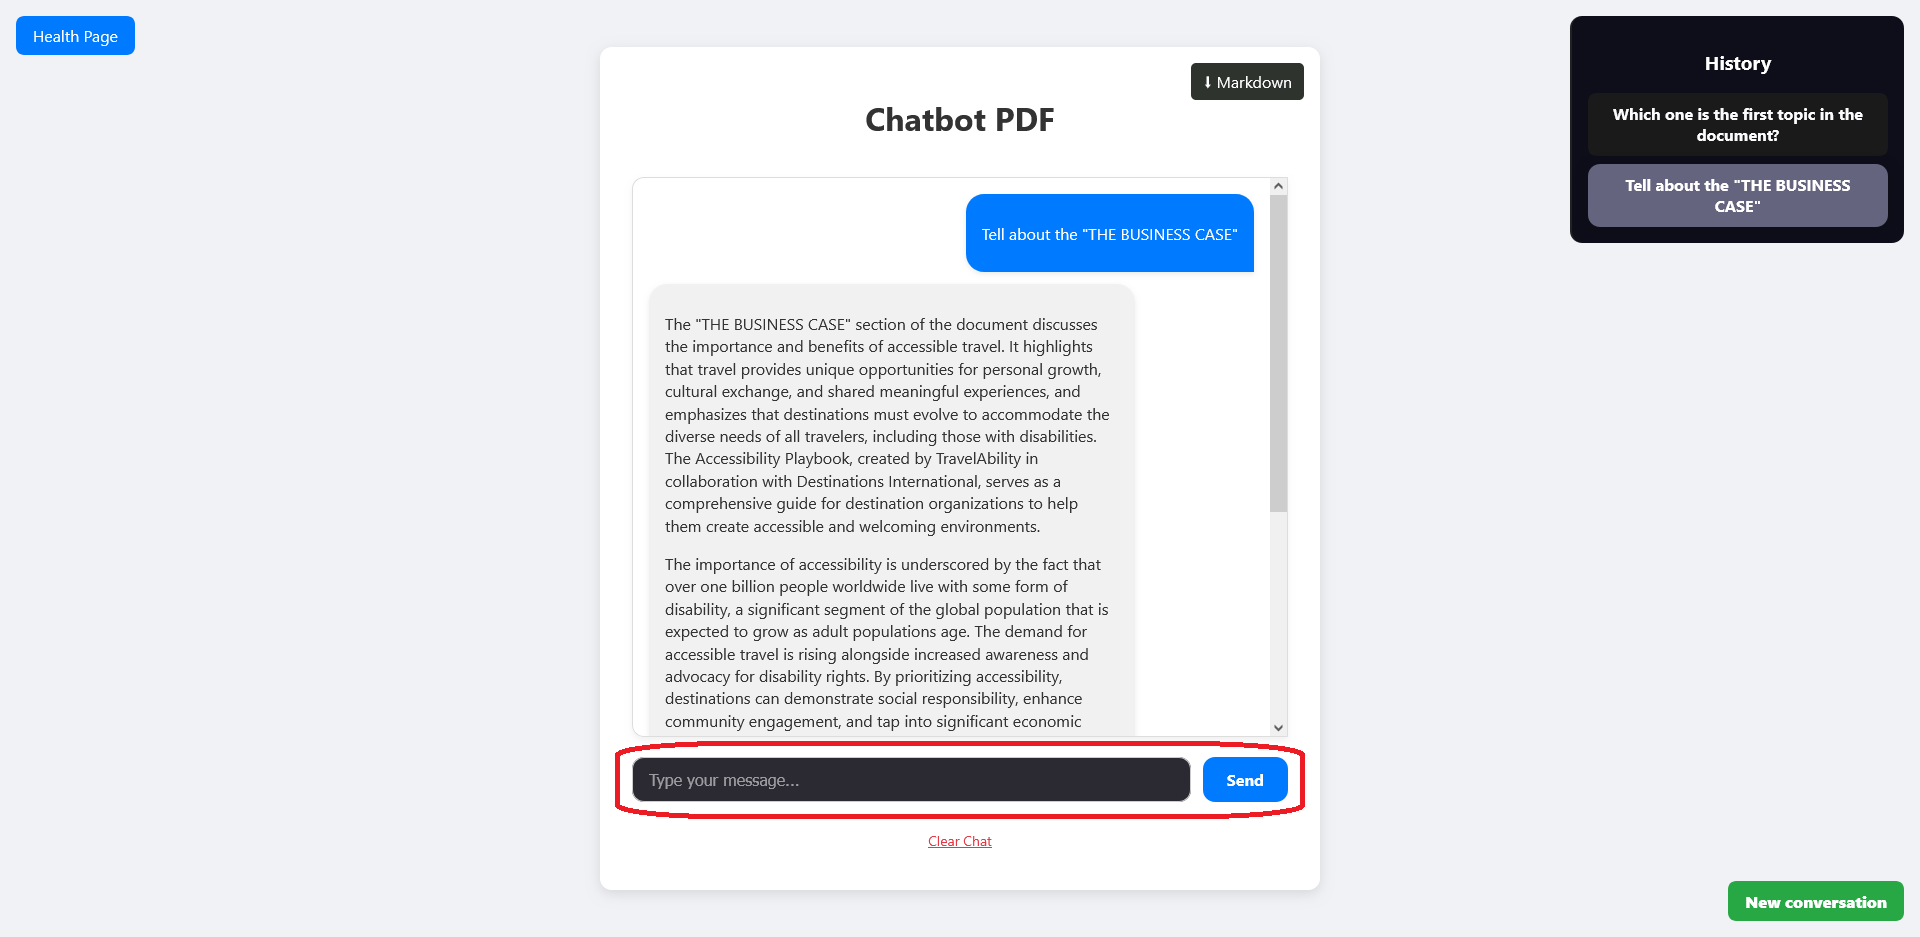 Health Page
⬇ Markdown
Chatbot PDF
Tell about the "THE BUSINESS CASE"
The "THE BUSINESS CASE" section of the document discusses
the importance and benefits of accessible travel. It highlights
that travel provides unique opportunities for personal growth,
cultural exchange, and shared meaningful experiences, and
emphasizes that destinations must evolve to accommodate the
diverse needs of all travelers, including those with disabilities.
The Accessibility Playbook, created by TravelAbility in
collaboration with Destinations International, serves as a
comprehensive guide for destination organizations to help
them create accessible and welcoming environments.
The importance of accessibility is underscored by the fact that
over one billion people worldwide live with some form of
disability, a significant segment of the global population that is
expected to grow as adult populations age. The demand for
accessible travel is rising alongside increased awareness and
advocacy for disability rights. By prioritizing accessibility,
destinations can demonstrate social responsibility, enhance
community engagement, and tap into significant economic
Type your message...
Send
Clear Chat
History
Which one is the first topic in the
document?
Tell about the "THE BUSINESS
CASE"
New conversation